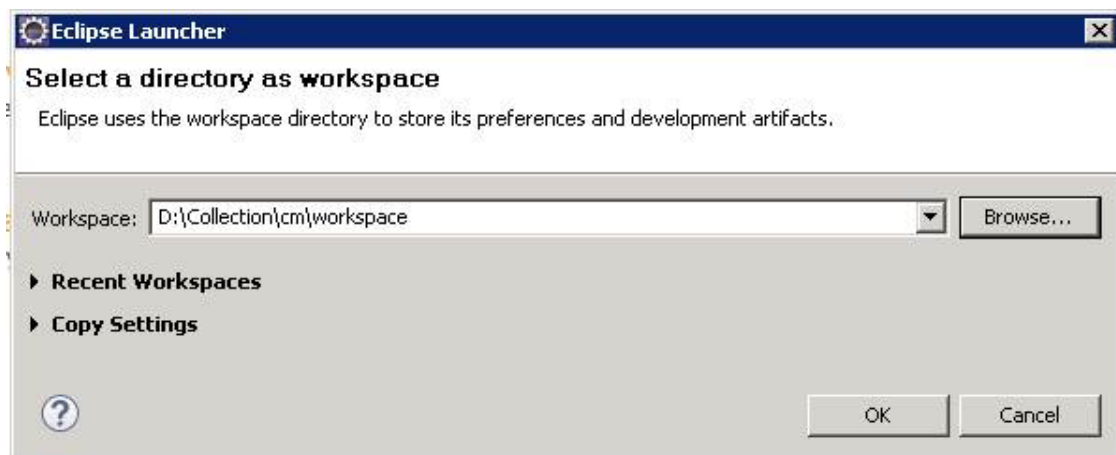 Eclipse Launcher
Select a directory as workspace
Eclipse uses the workspace directory to store its preferences and development artifacts.
Workspace: D:\Collection\cm\workspace Browse...
Recent Workspaces
Copy Settings
? OK Cancel